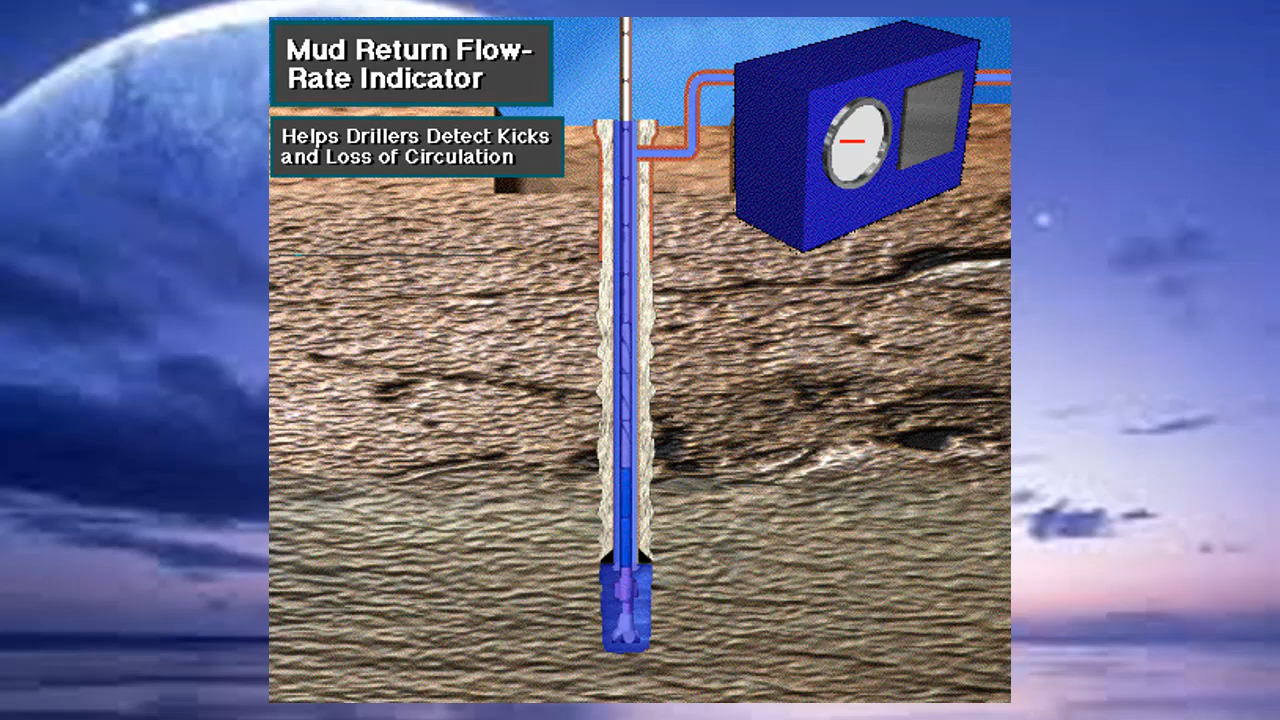 Mud Return Flow-
Rate Indicator
Helps Drillers Detect Kicks
and Loss of Circulation